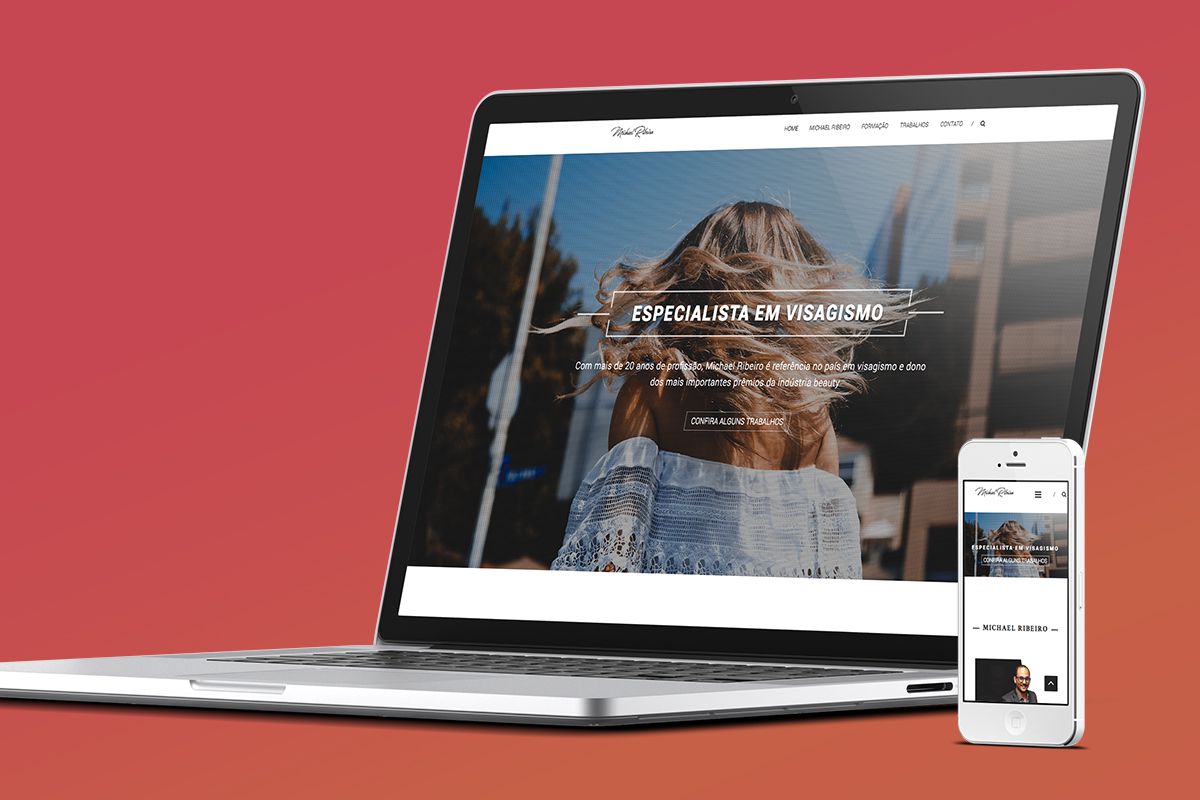 Michael Ribeiro
HOME MICHAEL RIBEIRO FORMAÇÃO TRABALHOS CONTATO /
ESPECIALISTA EM VISAGISMO
Com mais de 20 anos de profissão, Michael Ribeiro é referência no país em visagismo e dono
dos mais importantes prêmios da indústria beauty.
CONFIRA ALGUNS TRABALHOS
Michael Ribeiro /
ESPECIALISTA EM VISAGISMO
CONFIRA ALGUNS TRABALHOS
MICHAEL RIBEIRO